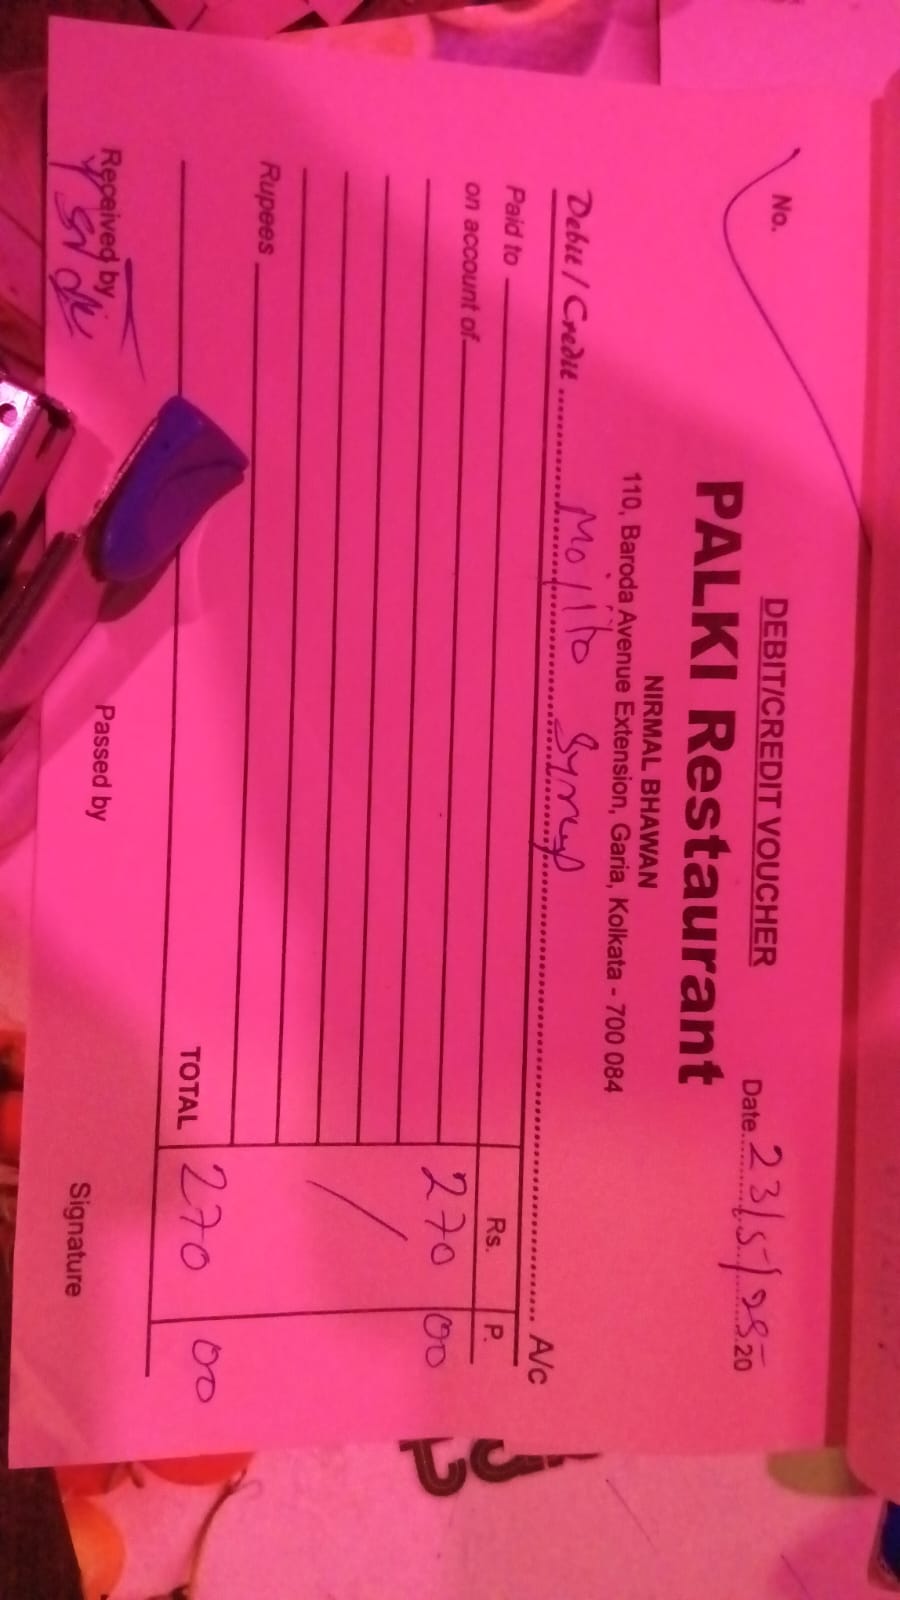 DEBIT/CREDIT VOUCHER
No.
Date 23/5/25 20
PALKI Restaurant
NIRMAL BHAWAN
110, Baroda Avenue Extension, Garia, Kolkata - 700 084
Debit / Credit Mojito Syrup A/c
Paid to
Rs. P.
on account of
270 00
Rupees
TOTAL 270 00
Received by
Passed by
Signature